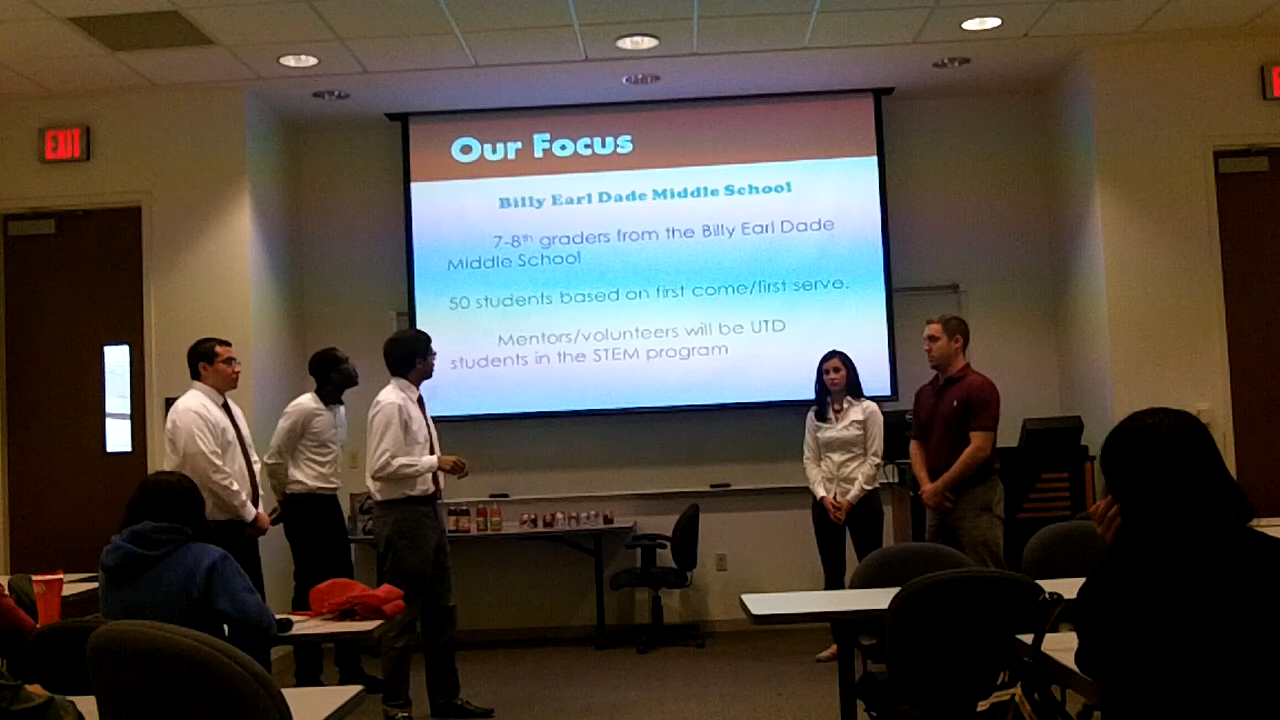 EXIT
Our Focus
Billy Earl Dade Middle School
7-8th graders from the Billy Earl Dade
Middle School
50 students based on first come/first serve.
Mentors/volunteers will be UTD
students in the STEM program